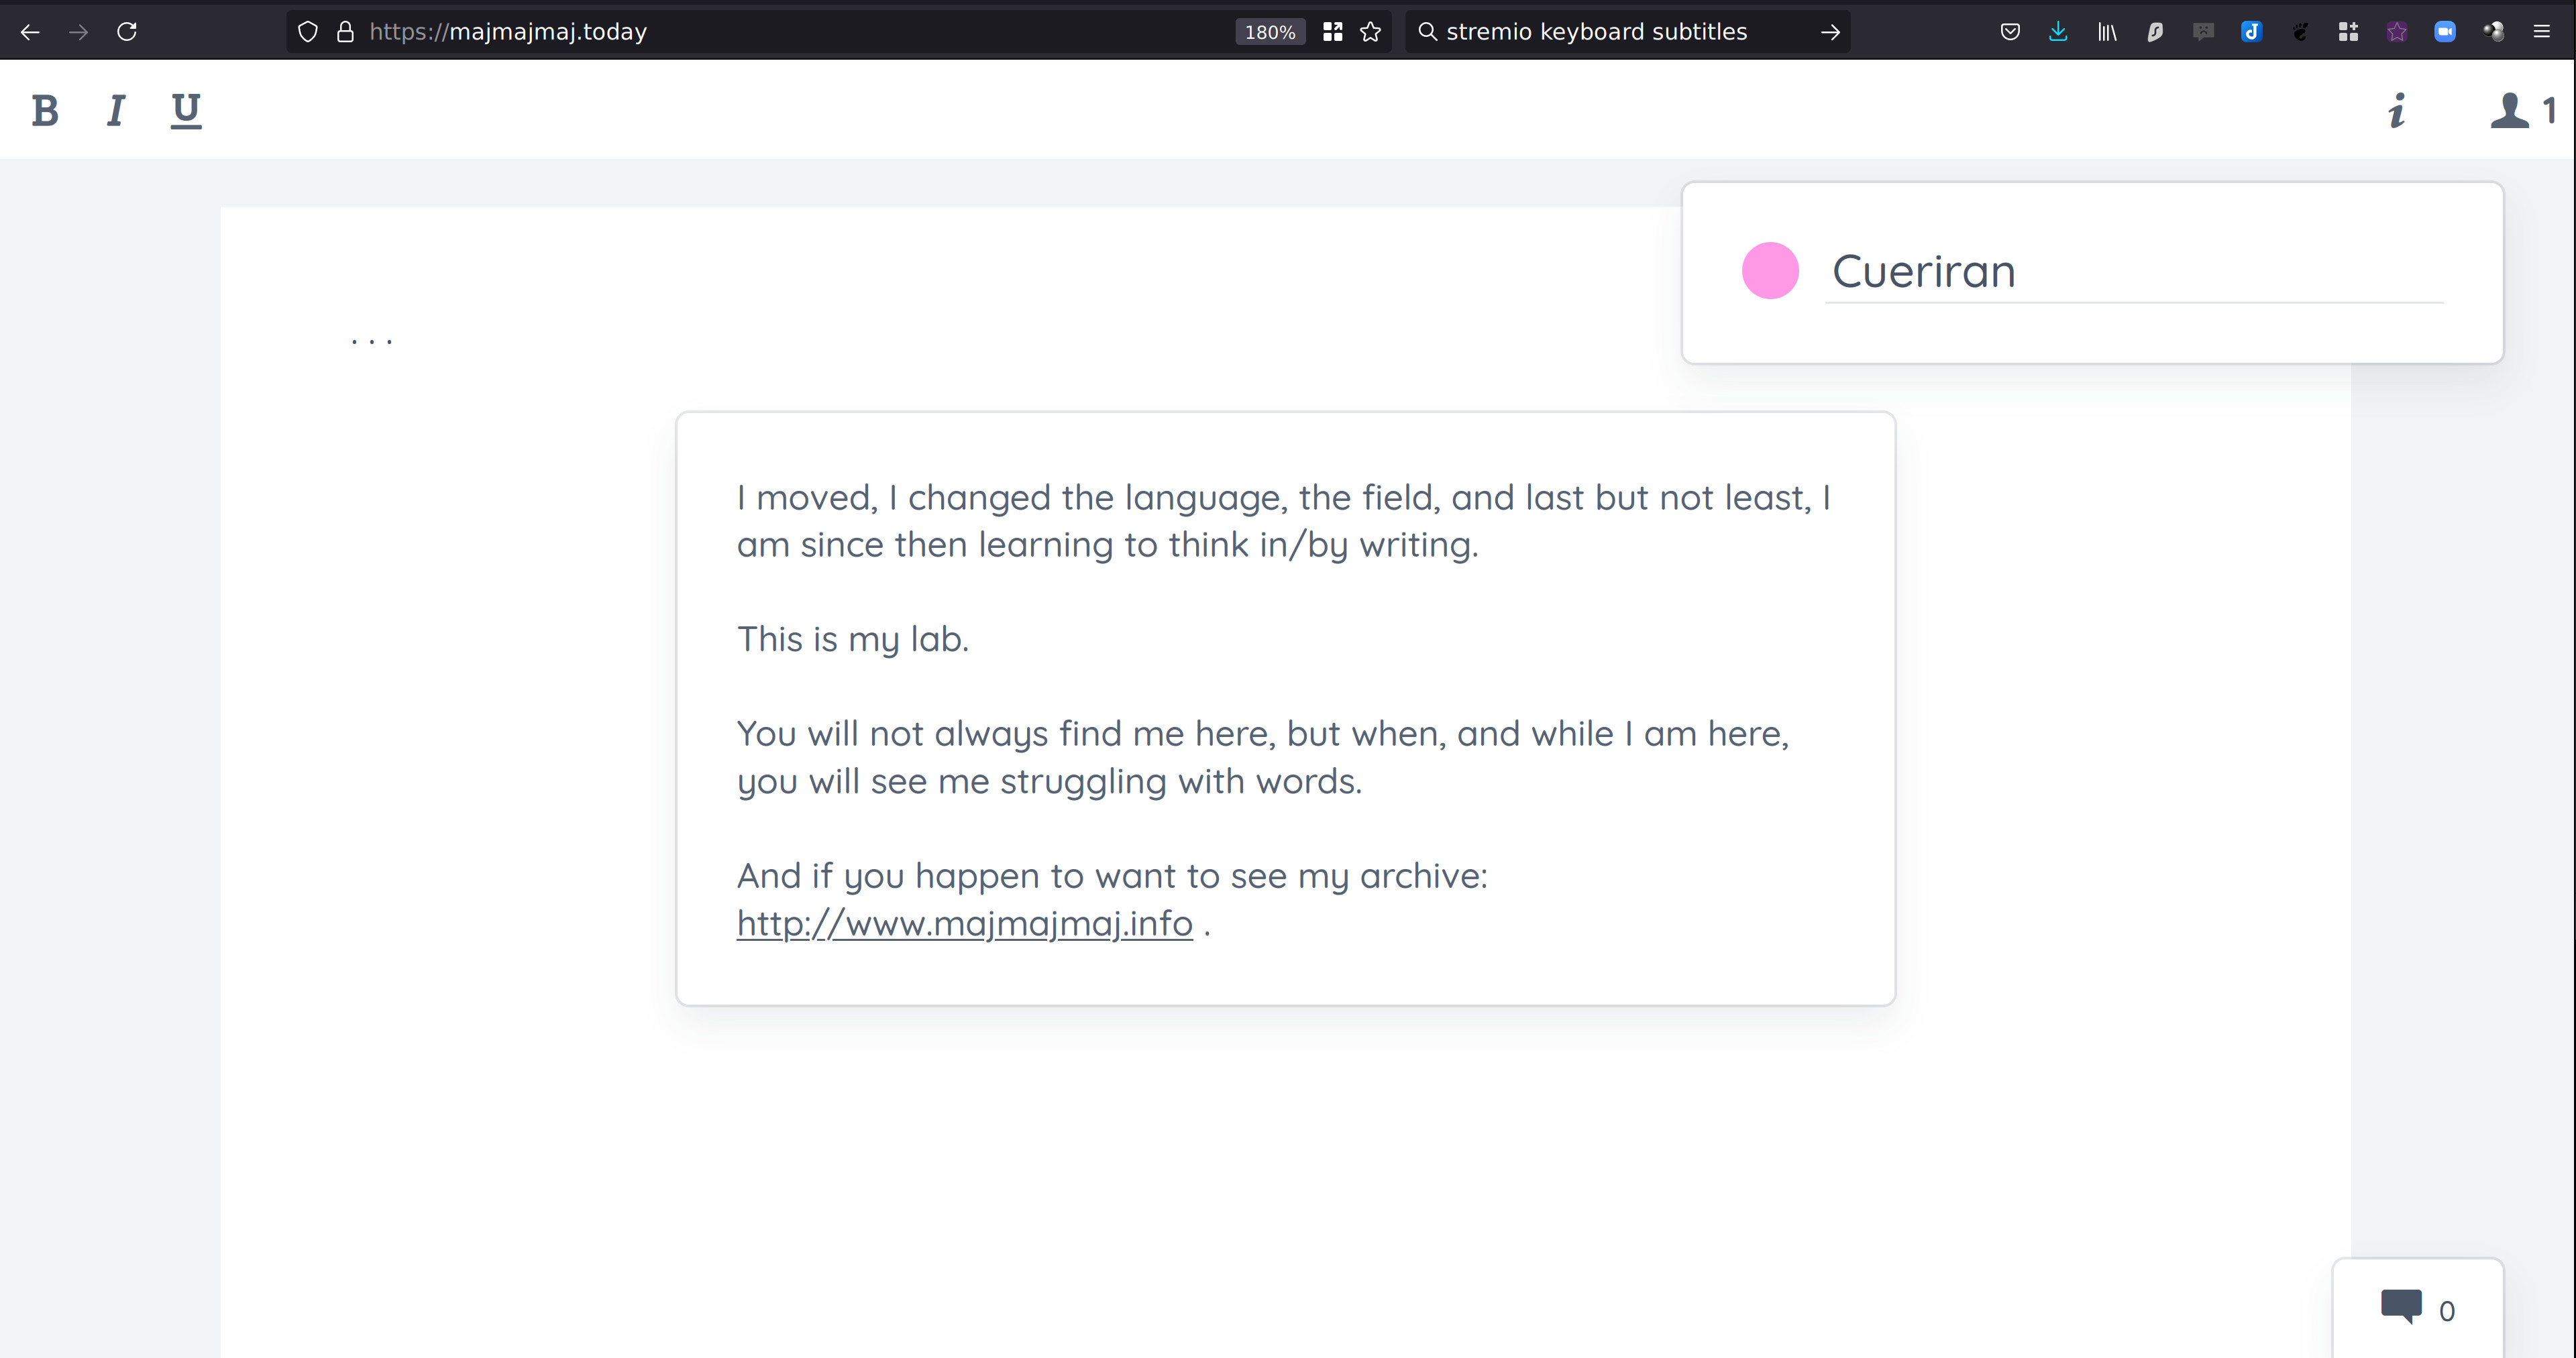 https://majmajmaj.today
180%
stremio keyboard subtitles
B I U
i
1
Cueriran
...
I moved, I changed the language, the field, and last but not least, I
am since then learning to think in/by writing.
This is my lab.
You will not always find me here, but when, and while I am here,
you will see me struggling with words.
And if you happen to want to see my archive:
http://www.majmajmaj.info .
0